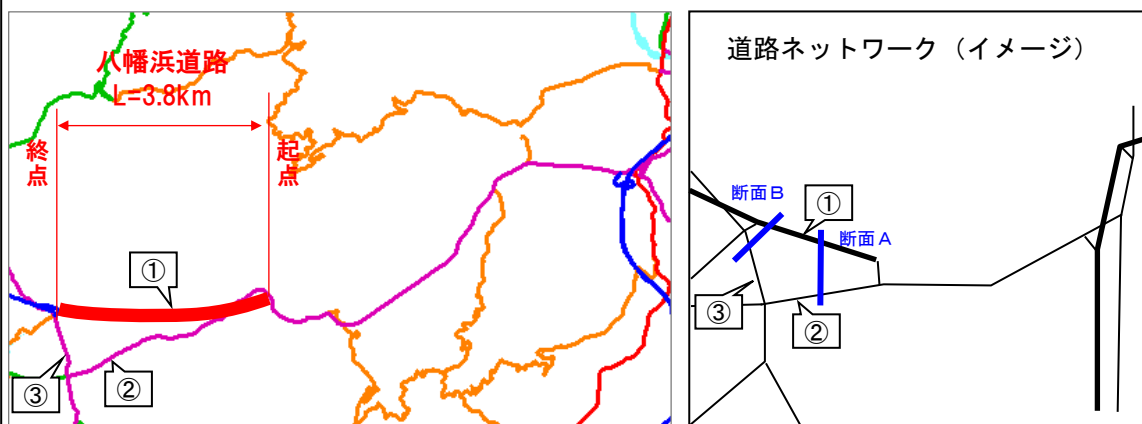 八幡浜道路
L=3.8km
終点
起点
①
③
②
道路ネットワーク（イメージ）
断面B
①
断面A
③
②